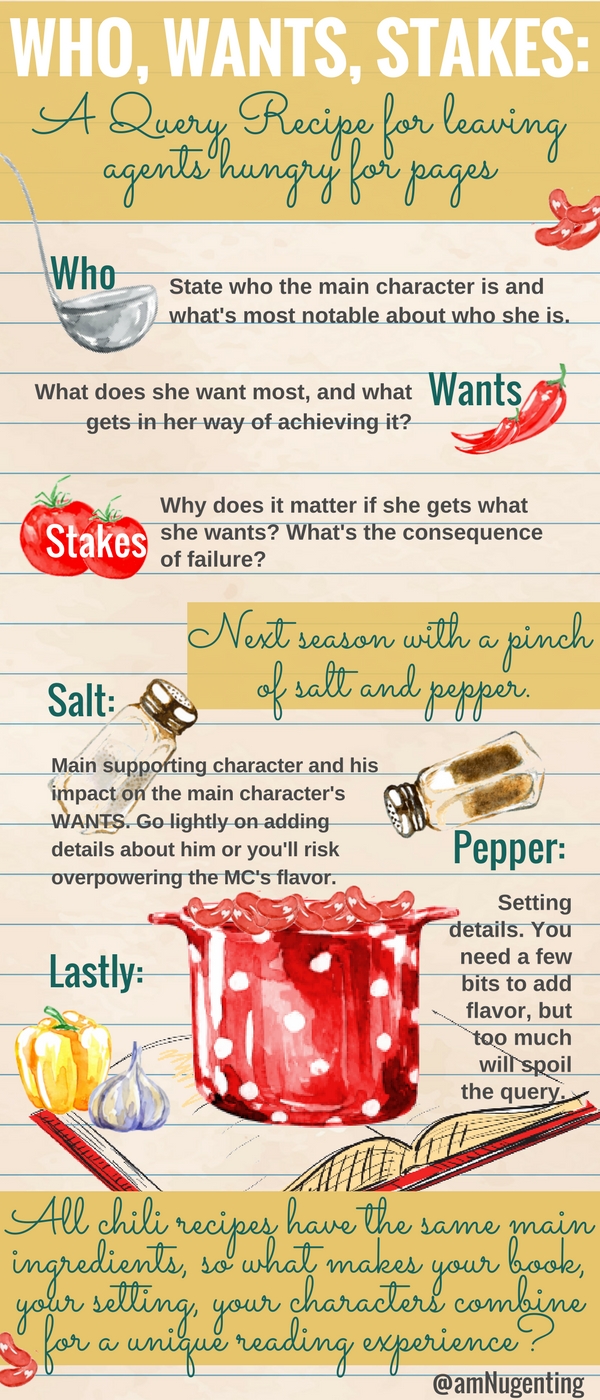 WHO, WANTS, STAKES:
A Query Recipe for leaving
agents hungry for pages
Who
State who the main character is and
what's most notable about who she is.
What does she want most, and what
gets in her way of achieving it?
Wants
Stakes
Why does it matter if she gets what
she wants? What's the consequence
of failure?
Next season with a pinch
of salt and pepper.
Salt:
Main supporting character and his
impact on the main character's
WANTS. Go lightly on adding
details about him or you'll risk
overpowering the MC's flavor.
Pepper:
Setting
details. You
need a few
bits to add
flavor, but
too much
will spoil
the query.
Lastly:
All chili recipes have the same main
ingredients, so what makes your book,
your setting, your characters combine
for a unique reading experience?
@amNugenting